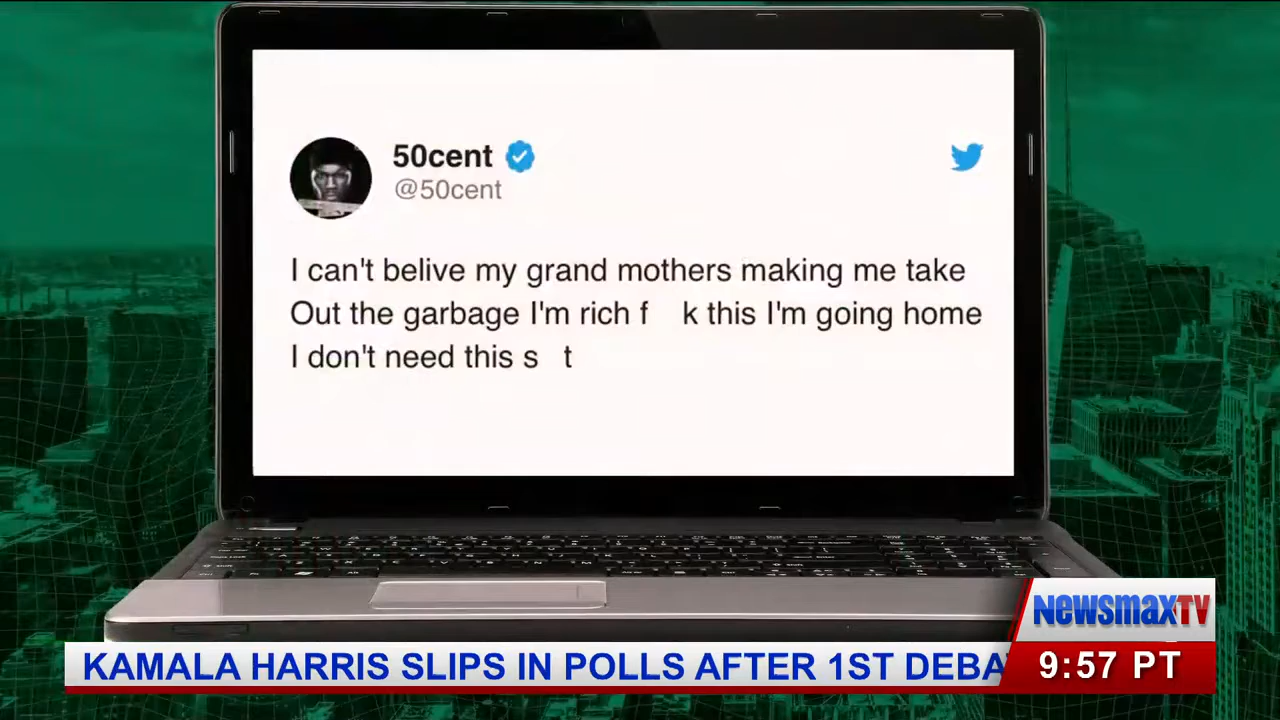 50cent
@50cent
I can't belive my grand mothers making me take
Out the garbage I'm rich f k this I'm going home
I don't need this s t
NewsmaxTV
KAMALA HARRIS SLIPS IN POLLS AFTER 1ST DEBA
9:57 PT